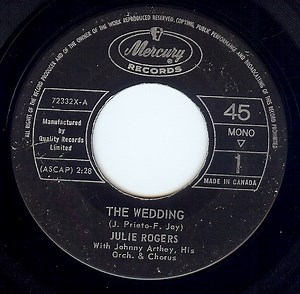 ALL RIGHTS OF THE RECORD PRODUCER AND OF THE OWNER OF THE WORK REPRODUCED RESERVED. COPYING, PUBLIC PERFORMANCE AND BROADCASTING OF THIS RECORD PROHIBITED
Mercury
RECORDS
72332X-A
45
MONO
Manufactured
by
Quality Records
Limited
1
(ASCAP) 2:28
MADE IN CANADA
THE WEDDING
(J. Prieto-F. Jay)
JULIE ROGERS
With Johnny Arthey, His
Orch. & Chorus